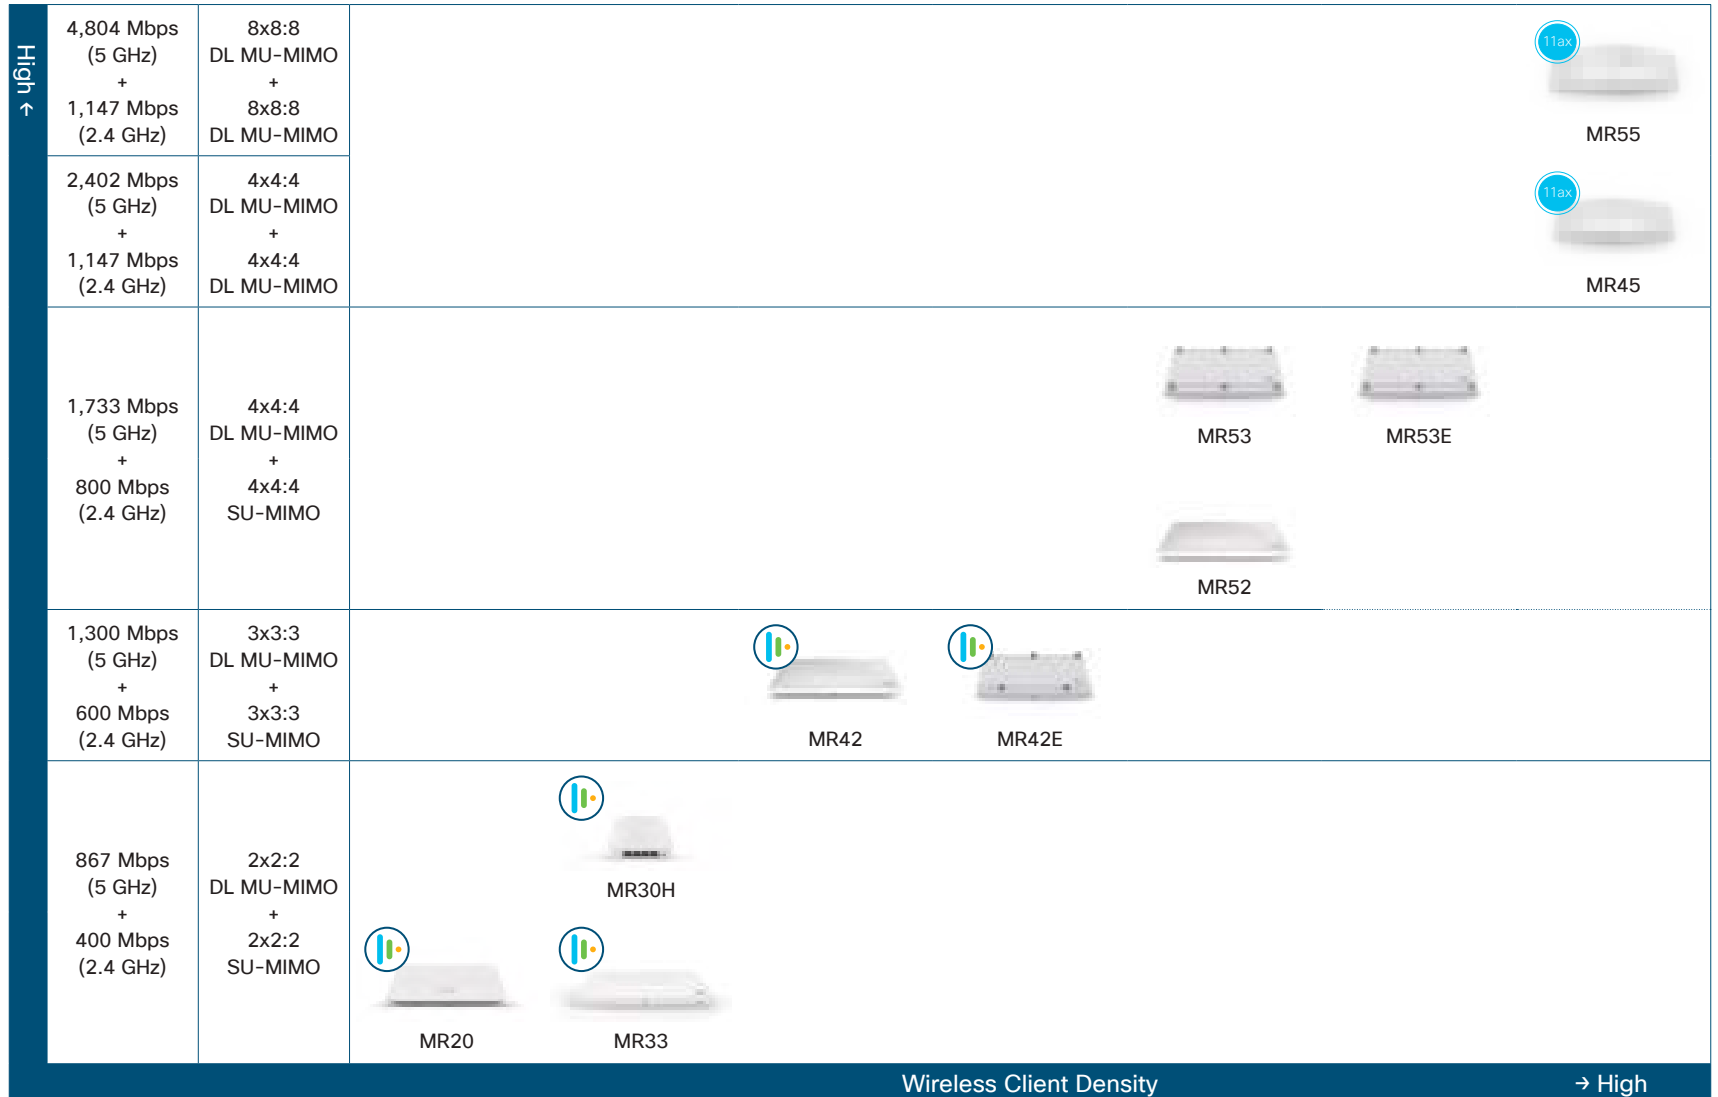 High ←
4,804 Mbps
(5 GHz)
+
1,147 Mbps
(2.4 GHz)
8x8:8
DL MU-MIMO
+
8x8:8
DL MU-MIMO
11ax
MR55
2,402 Mbps
(5 GHz)
+
1,147 Mbps
(2.4 GHz)
4x4:4
DL MU-MIMO
+
4x4:4
DL MU-MIMO
11ax
MR45
1,733 Mbps
(5 GHz)
+
800 Mbps
(2.4 GHz)
4x4:4
DL MU-MIMO
+
4x4:4
SU-MIMO
MR53
MR53E
MR52
1,300 Mbps
(5 GHz)
+
600 Mbps
(2.4 GHz)
3x3:3
DL MU-MIMO
+
3x3:3
SU-MIMO
MR42
MR42E
867 Mbps
(5 GHz)
+
400 Mbps
(2.4 GHz)
2x2:2
DL MU-MIMO
+
2x2:2
SU-MIMO
MR30H
MR20
MR33
Wireless Client Density
→ High